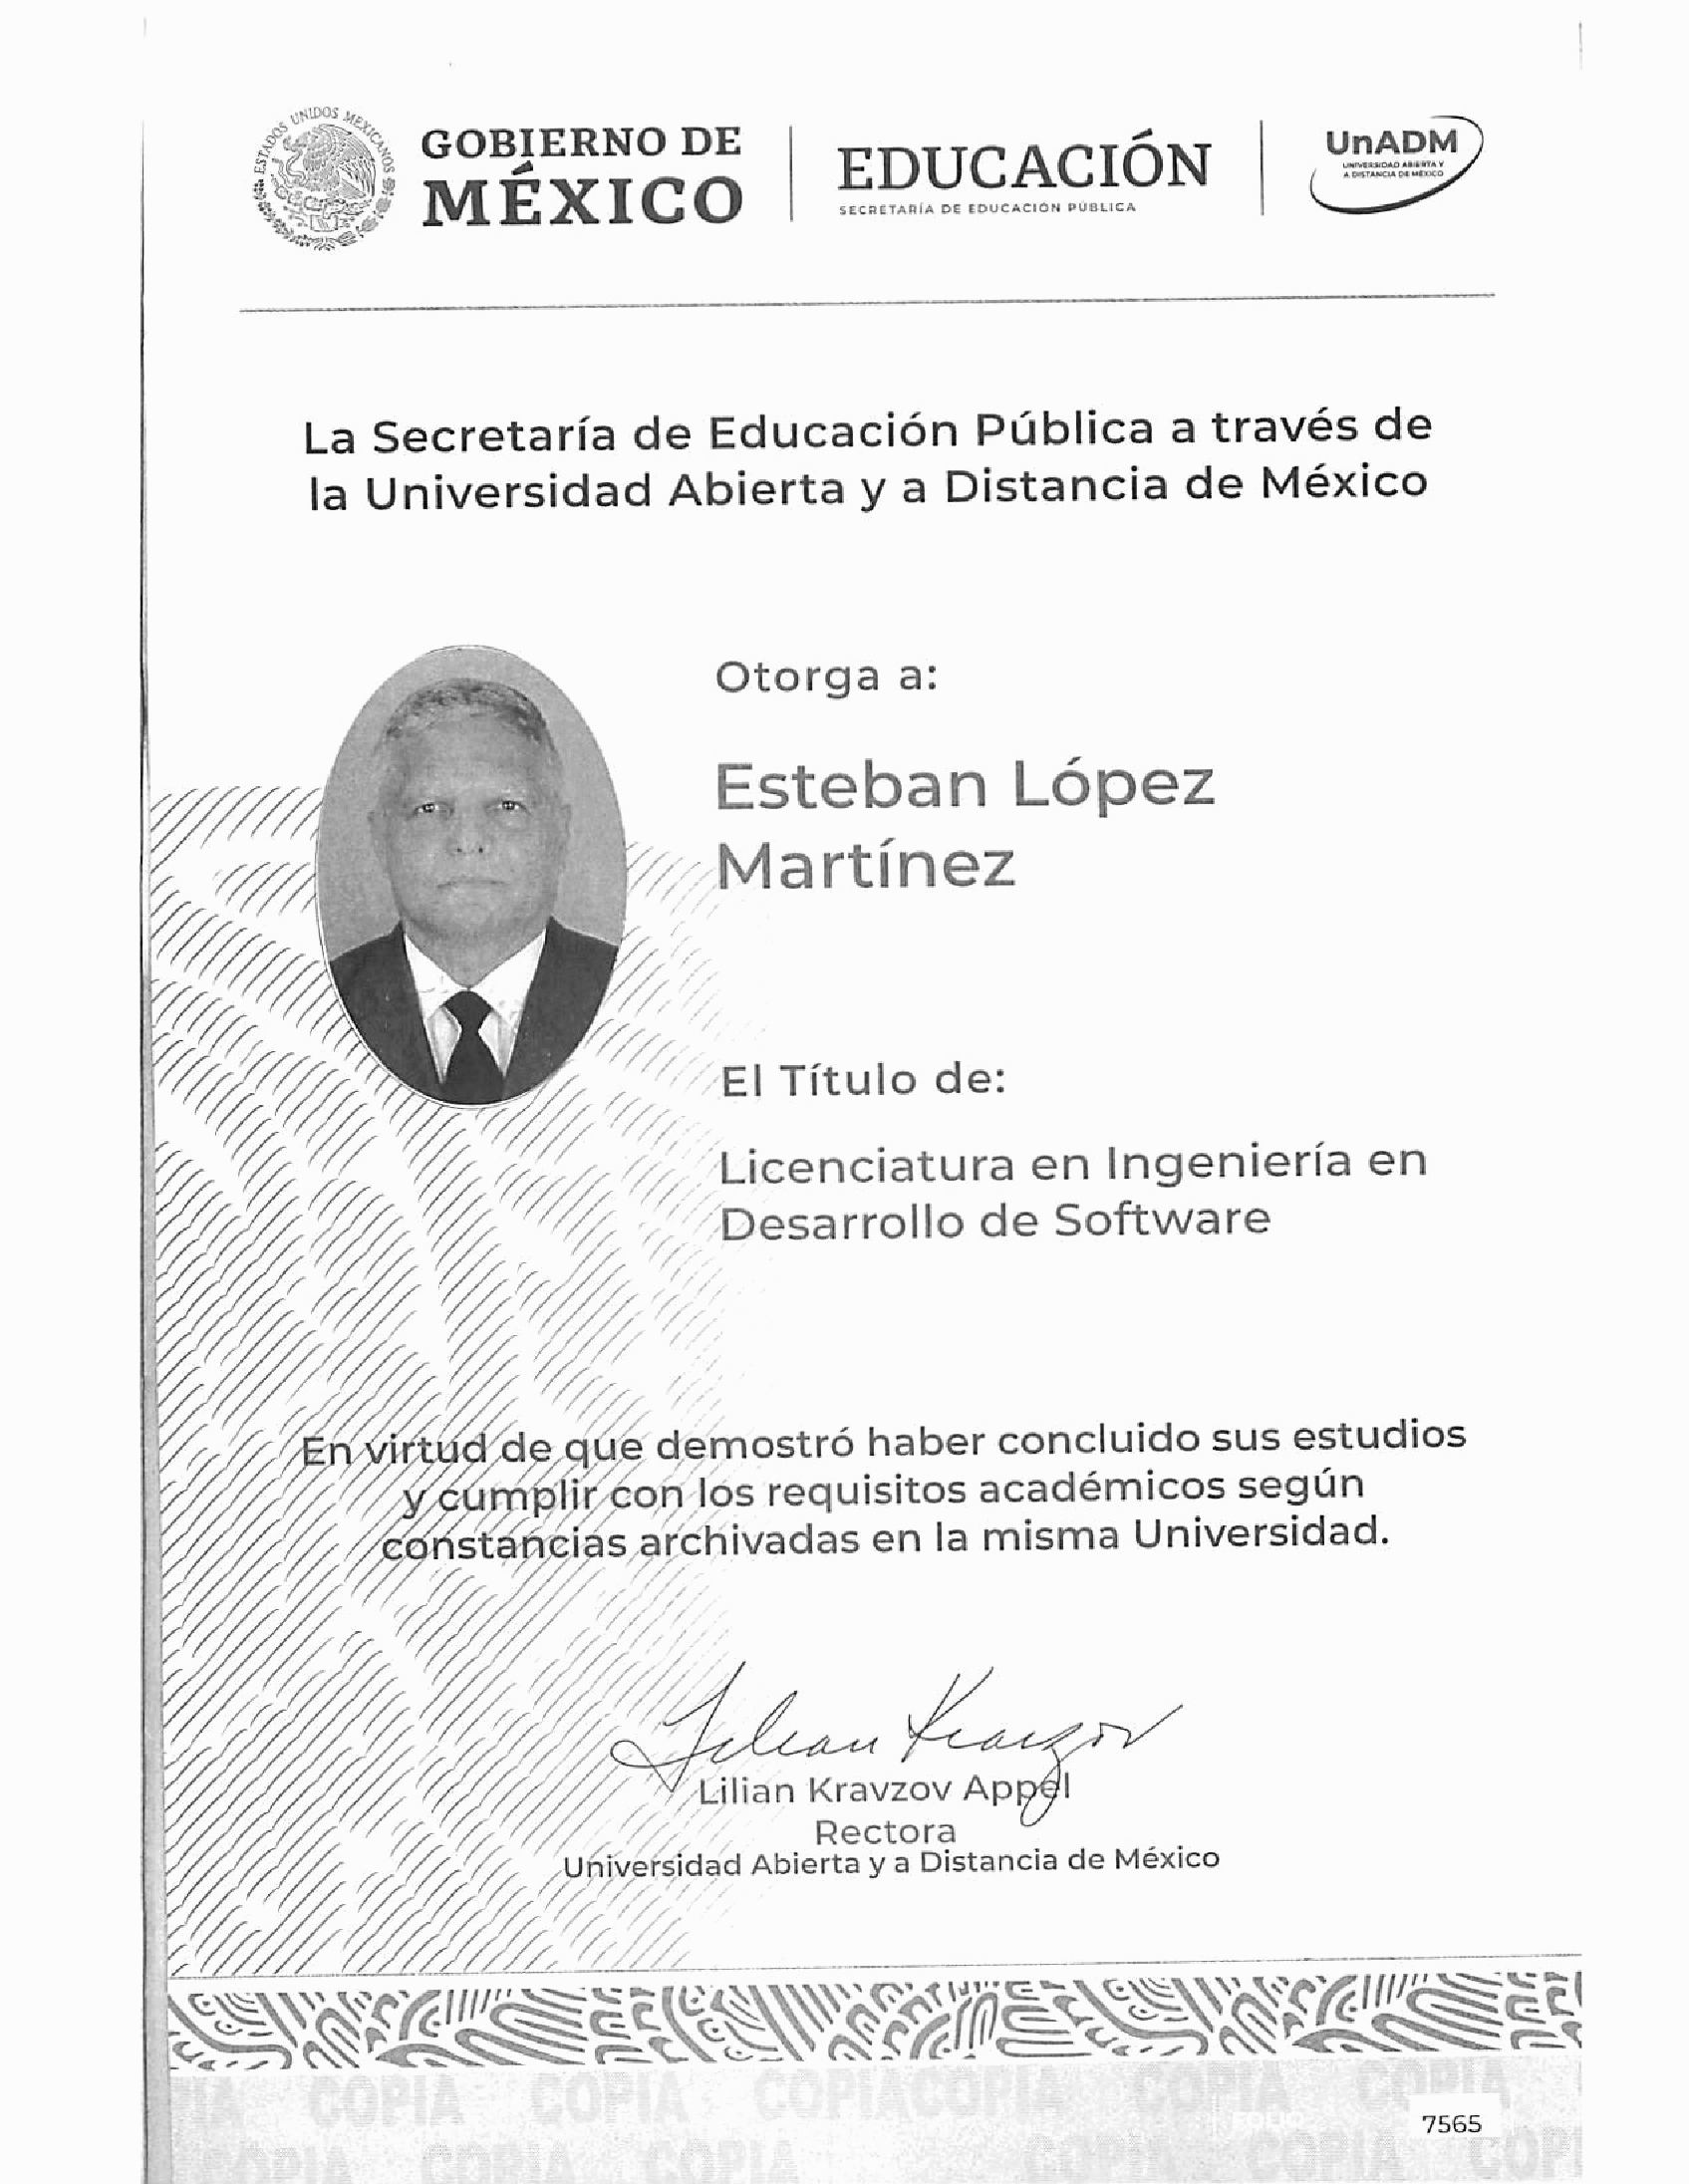 ESTADOS UNIDOS MEXICANOS
GOBIERNO DE
MÉXICO
EDUCACIÓN
SECRETARÍA DE EDUCACIÓN PÚBLICA
UnADM
UNIVERSIDAD ABIERTA Y
A DISTANCIA DE MÉXICO
La Secretaría de Educación Pública a través de
la Universidad Abierta y a Distancia de México
Otorga a:
Esteban López
Martínez
El Título de:
Licenciatura en Ingeniería en
Desarrollo de Software
En virtud de que demostró haber concluido sus estudios
y cumplir con los requisitos académicos según
constancias archivadas en la misma Universidad.
Lilian Kravzov
Lilian Kravzov Appel
Rectora
Universidad Abierta y a Distancia de México
PIA COPIA COPIA COPIACOPIA COPIA COPIA
FOLIO
7565
COPIA COPIA COPIA COPIA COPIA COPI